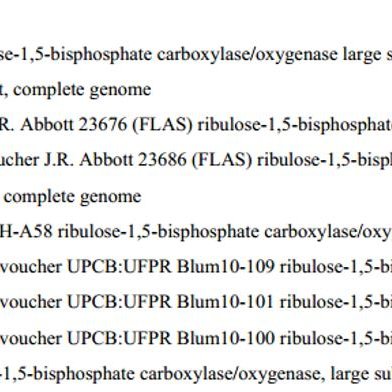 se-1,5-bisphosphate carboxylase/oxygenase large s
t, complete genome
R. Abbott 23676 (FLAS) ribulose-1,5-bisphosphat
ucher J.R. Abbott 23686 (FLAS) ribulose-1,5-bisp
complete genome
H-A58 ribulose-1,5-bisphosphate carboxylase/oxy
voucher UPCB:UFPR Blum10-109 ribulose-1,5-bi
voucher UPCB:UFPR Blum10-101 ribulose-1,5-bi
voucher UPCB:UFPR Blum10-100 ribulose-1,5-bi
-1,5-bisphosphate carboxylase/oxygenase, large su